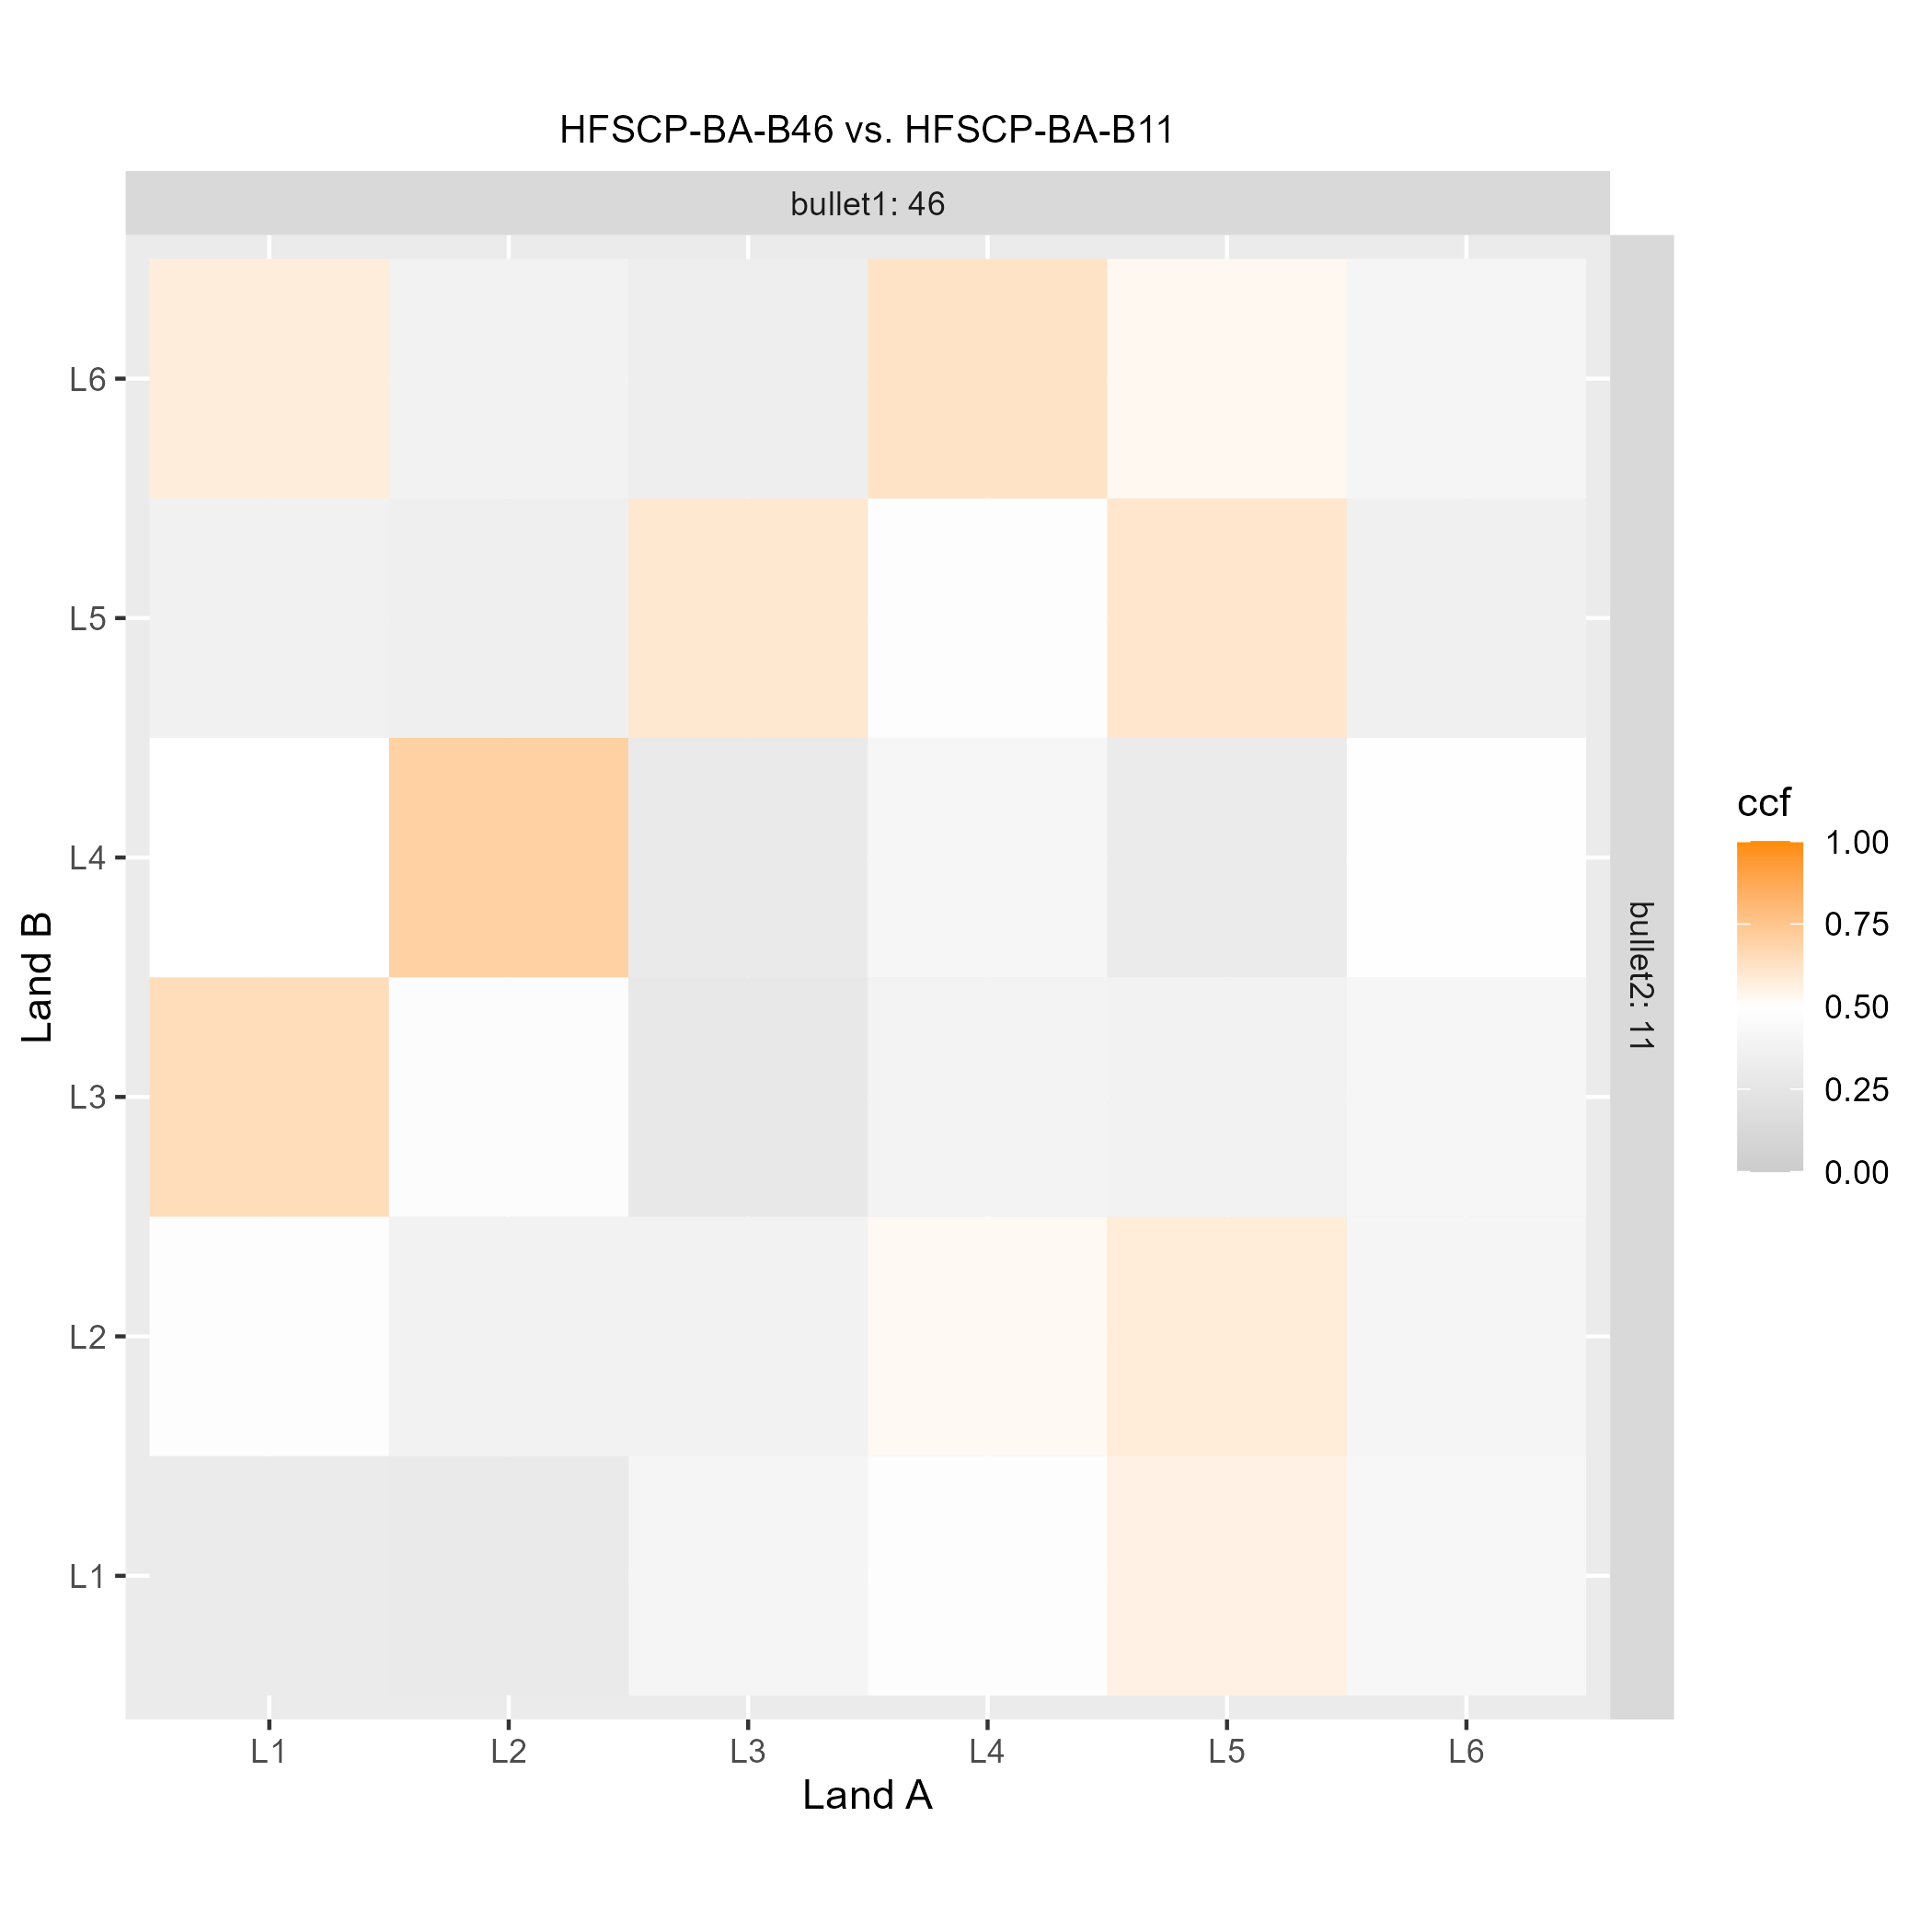 HFSCP-BA-B46 vs. HFSCP-BA-B11
bullet1: 46
L6
L5
L4
L3
L2
L1
Land B
bullet2: 11
L1 L2 L3 L4 L5 L6
Land A
ccf
1.00
0.75
0.50
0.25
0.00